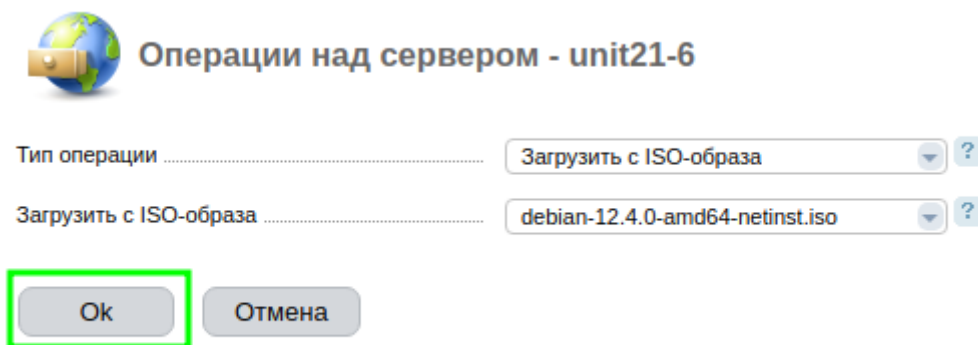 Операции над сервером - unit21-6
Тип операции Загрузить с ISO-образа ?
Загрузить с ISO-образа debian-12.4.0-amd64-netinst.iso ?
Ok Отмена